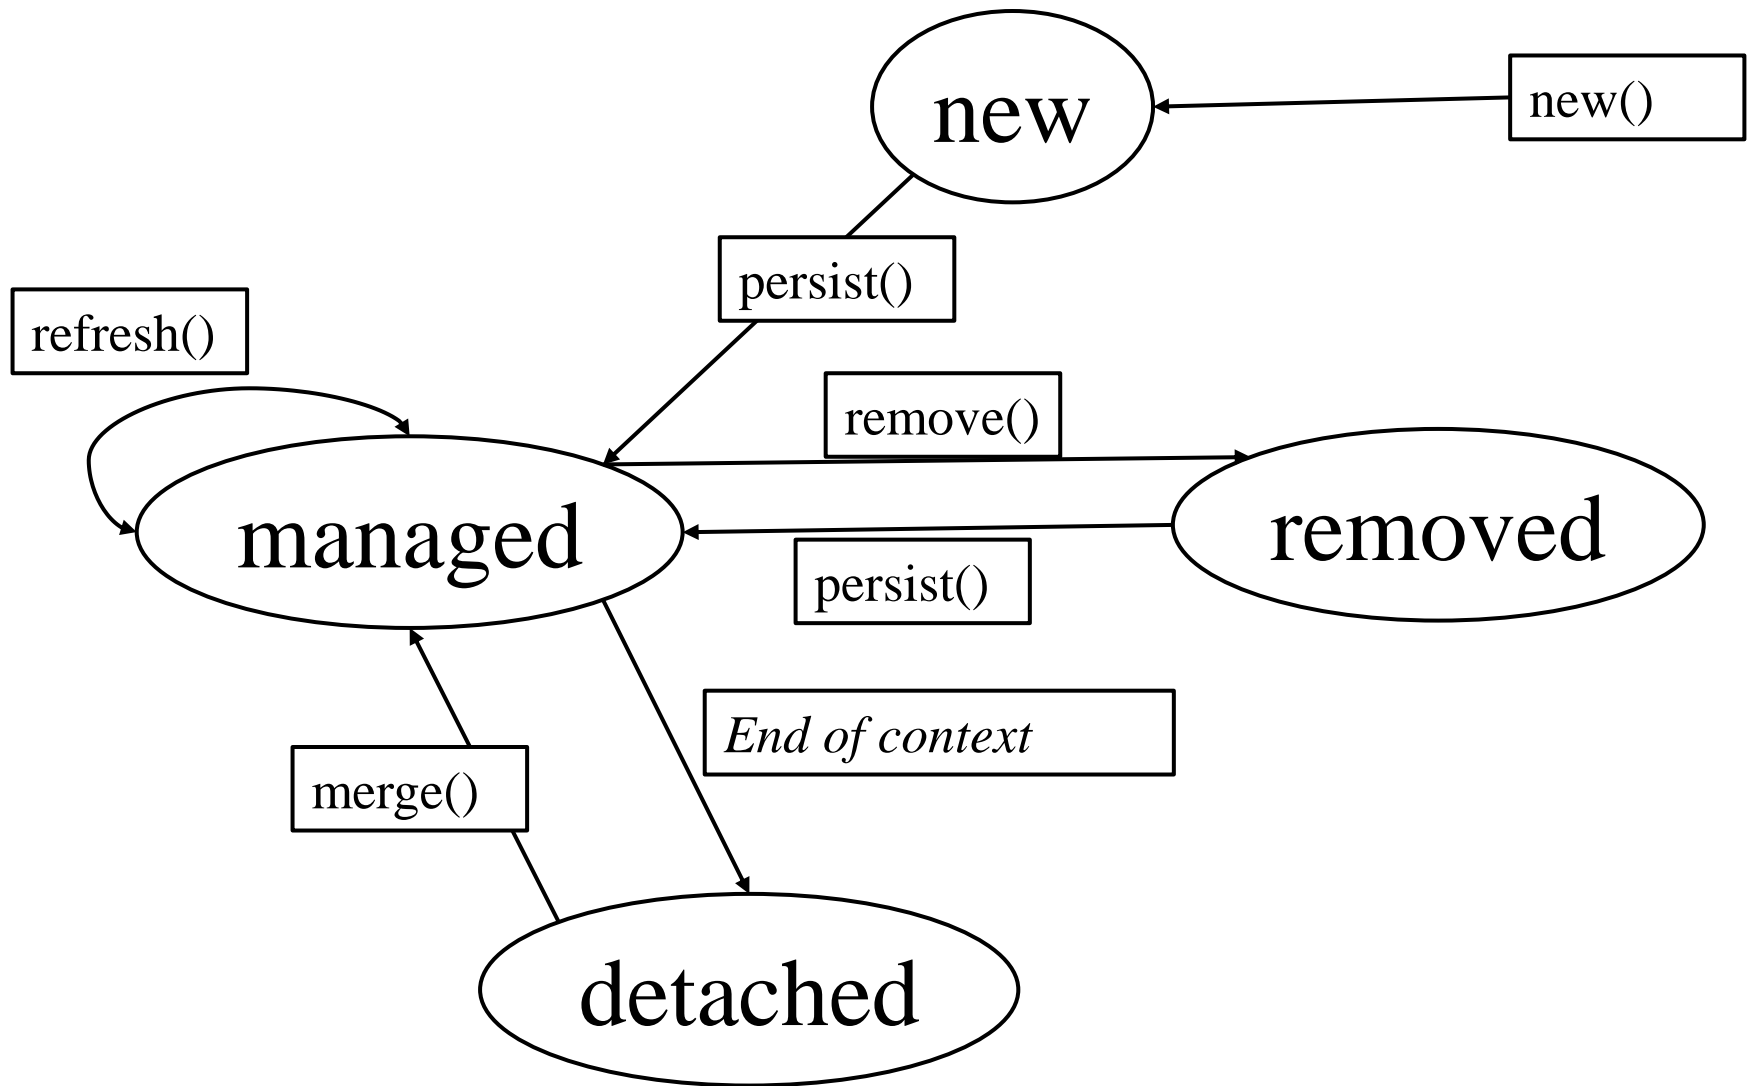 new
new()
persist()
refresh()
remove()
managed
removed
persist()
End of context
merge()
detached